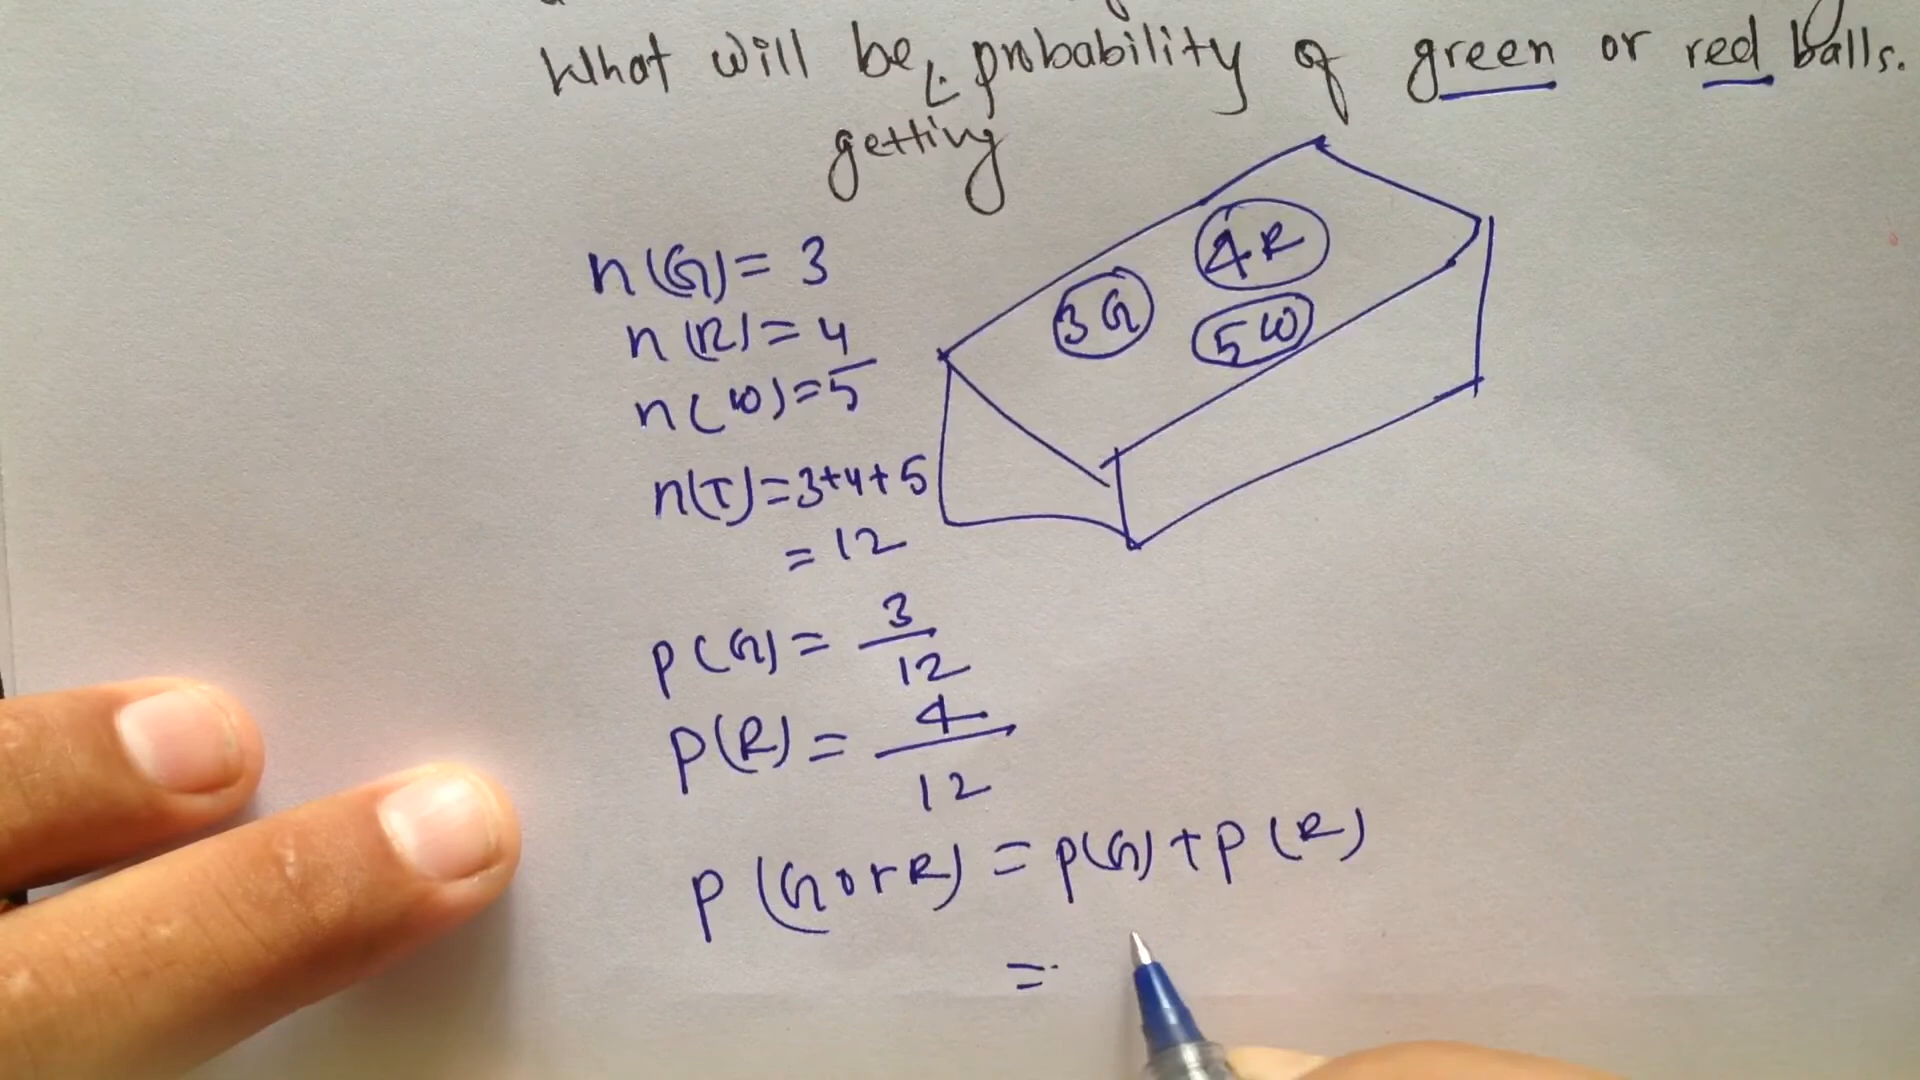 What will be probability of green or red balls.
getting
n(G) = 3
n(R) = 4
n(W) = 5
n(T) = 3+4+5
= 12
4R
3G
5W
P(G) = 3/12
P(R) = 4/12
P(G or R) = P(G) + P(R)
=